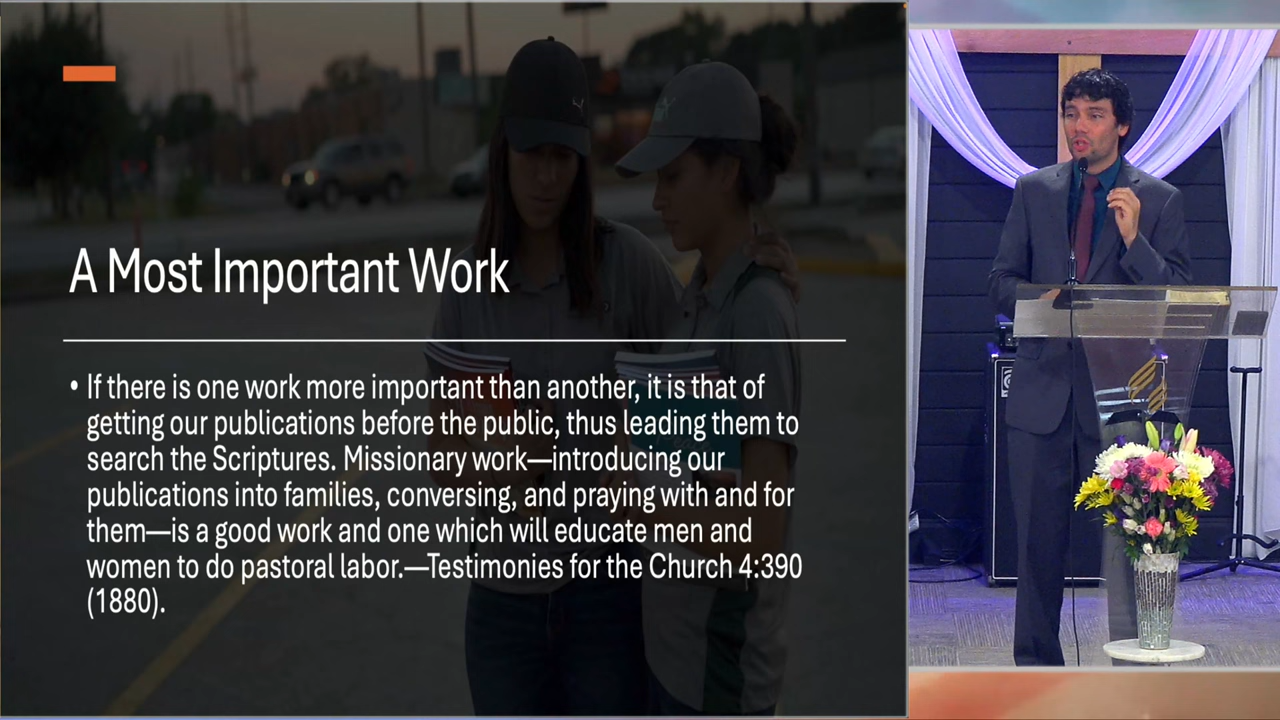 A Most Important Work
• If there is one work more important than another, it is that of
getting our publications before the public, thus leading them to
search the Scriptures. Missionary work—introducing our
publications into families, conversing, and praying with and for
them—is a good work and one which will educate men and
women to do pastoral labor.—Testimonies for the Church 4:390
(1880).